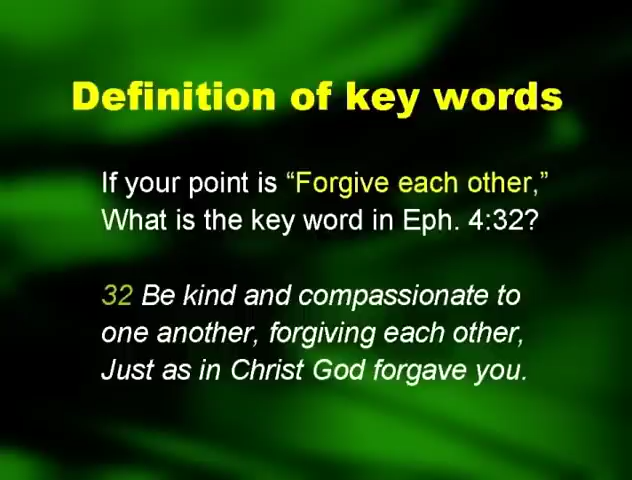 Definition of key words
If your point is “Forgive each other,”
What is the key word in Eph. 4:32?
32 Be kind and compassionate to
one another, forgiving each other,
Just as in Christ God forgave you.